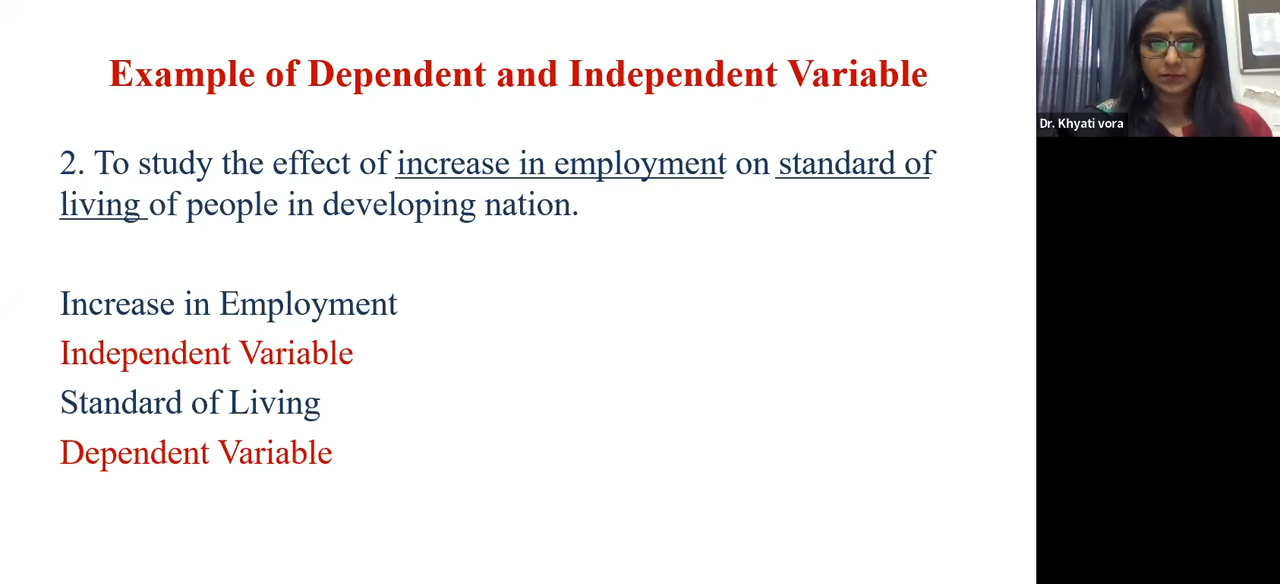 Example of Dependent and Independent Variable
2. To study the effect of increase in employment on standard of
living of people in developing nation.
Increase in Employment
Independent Variable
Standard of Living
Dependent Variable
Dr. Khyati vora